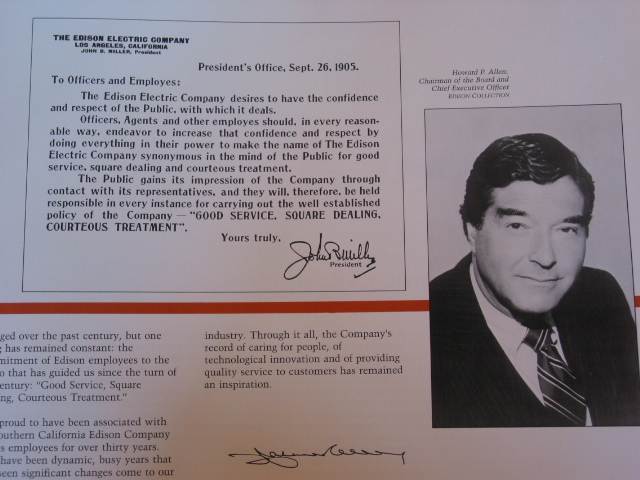 THE EDISON ELECTRIC COMPANY
LOS ANGELES, CALIFORNIA
JOHN B. MILLER, President
President's Office, Sept. 26, 1905.
To Officers and Employes:
The Edison Electric Company desires to have the confidence
and respect of the Public, with which it deals.
Officers, Agents and other employes should, in every reason-
able way, endeavor to increase that confidence and respect by
doing everything in their power to make the name of The Edison
Electric Company synonymous in the mind of the Public for good
service, square dealing and courteous treatment.
The Public gains its impression of the Company through
contact with its representatives, and they will, therefore, be held
responsible in every instance for carrying out the well established
policy of the Company — "GOOD SERVICE, SQUARE DEALING,
COURTEOUS TREATMENT".
Yours truly,
John B Miller
President
Howard P. Allen,
Chairman of the Board and
Chief Executive Officer
EDISON COLLECTION
ged over the past century, but one
g has remained constant: the
mitment of Edison employees to the
o that has guided us since the turn of
entury: "Good Service, Square
ng, Courteous Treatment."
proud to have been associated with
outhern California Edison Company
s employees for over thirty years.
have been dynamic, busy years that
seen significant changes come to our
industry. Through it all, the Company's
record of caring for people, of
technological innovation and of providing
quality service to customers has remained
an inspiration.